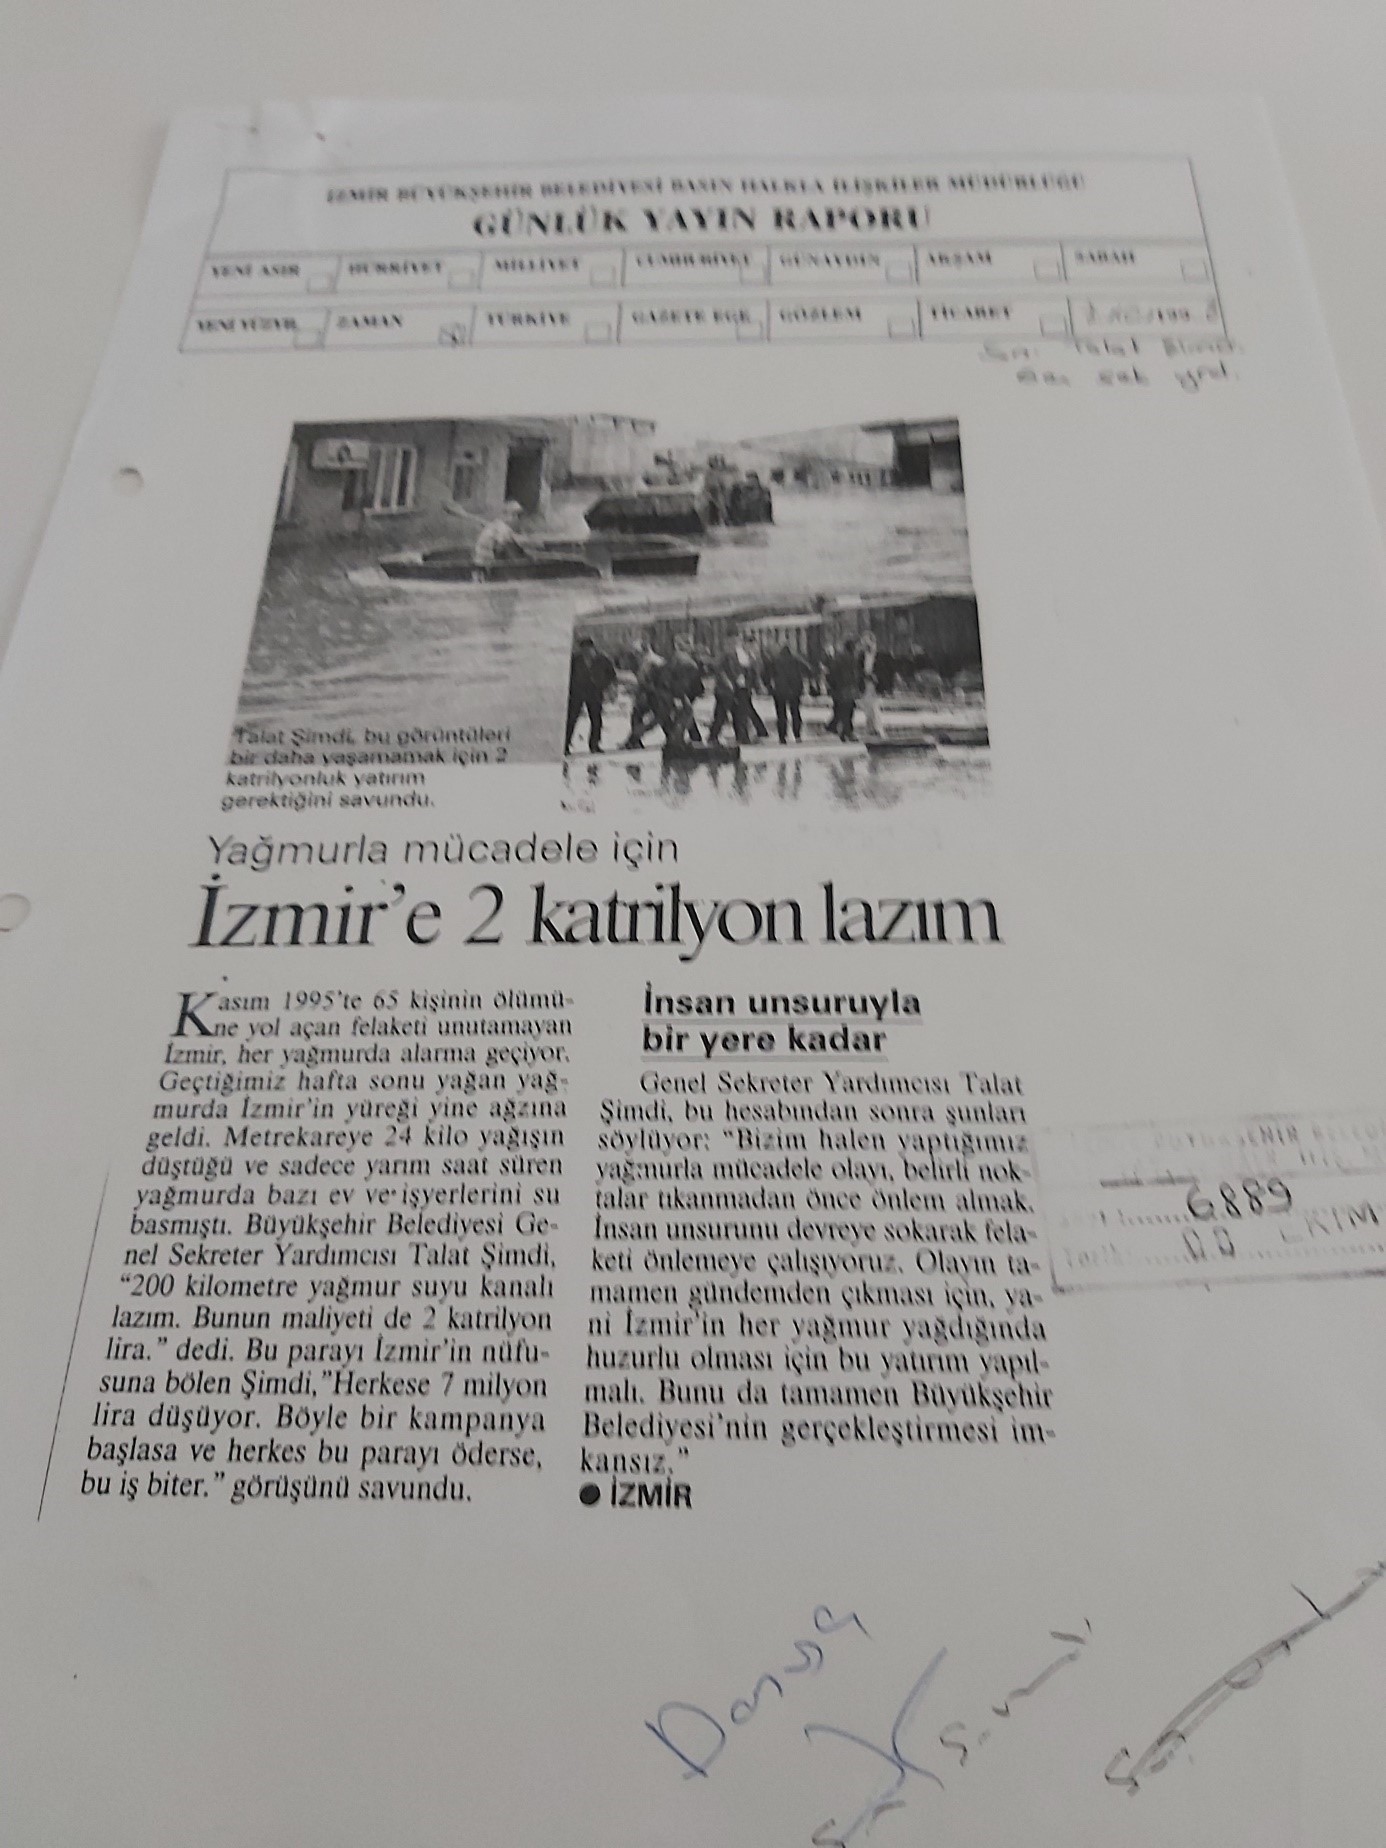 İZMİR BÜYÜKŞEHİR BELEDİYESİ BASIN HALKLA İLİŞKİLER MÜDÜRLÜĞÜ
GÜNLÜK YAYIN RAPORU
YENİ ASIR HÜRRİYET MİLLİYET CUMHURİYET GÜNAYDIN AKŞAM SABAH
YENİ YÜZYIL ZAMAN TÜRKİYE GAZETE EGE GÖZLEM TİCARET
Talat
Talat Şimdi, bu görüntüleri
bir daha yaşamamak için 2
katrilyonluk yatırım
gerektiğini savundu.
Yağmurla mücadele için
İzmir'e 2 katrilyon lazım
Kasım 1995'te 65 kişinin ölümü-
ne yol açan felaketi unutamayan
İzmir, her yağmurda alarma geçiyor.
Geçtiğimiz hafta sonu yağan yağ-
murda İzmir'in yüreği yine ağzına
geldi. Metrekareye 24 kilo yağışın
düştüğü ve sadece yarım saat süren
yağmurda bazı ev ve işyerlerini su
basmıştı. Büyükşehir Belediyesi Ge-
nel Sekreter Yardımcısı Talat Şimdi,
"200 kilometre yağmur suyu kanalı
lazım. Bunun maliyeti de 2 katrilyon
lira." dedi. Bu parayı İzmir'in nüfu-
suna bölen Şimdi,"Herkese 7 milyon
lira düşüyor. Böyle bir kampanya
başlasa ve herkes bu parayı öderse,
bu iş biter." görüşünü savundu.
İnsan unsuruyla
bir yere kadar
Genel Sekreter Yardımcısı Talat
Şimdi, bu hesabından sonra şunları
söylüyor: "Bizim halen yaptığımız
yağmurla mücadele olayı, belirli nok-
talar tıkanmadan önce önlem almak.
İnsan unsurunu devreye sokarak fela-
keti önlemeye çalışıyoruz. Olayın ta-
mamen gündemden çıkması için, ya-
ni İzmir'in her yağmur yağdığında
huzurlu olması için bu yatırım yapıl-
malı. Bunu da tamamen Büyükşehir
Belediyesi'nin gerçekleştirmesi im-
kansız."
● İZMİR
6889
Dosya